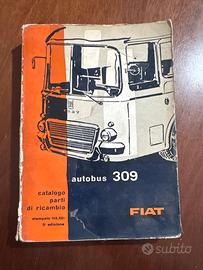 autobus 309
catalogo
parti
di ricambio
FIAT
subito